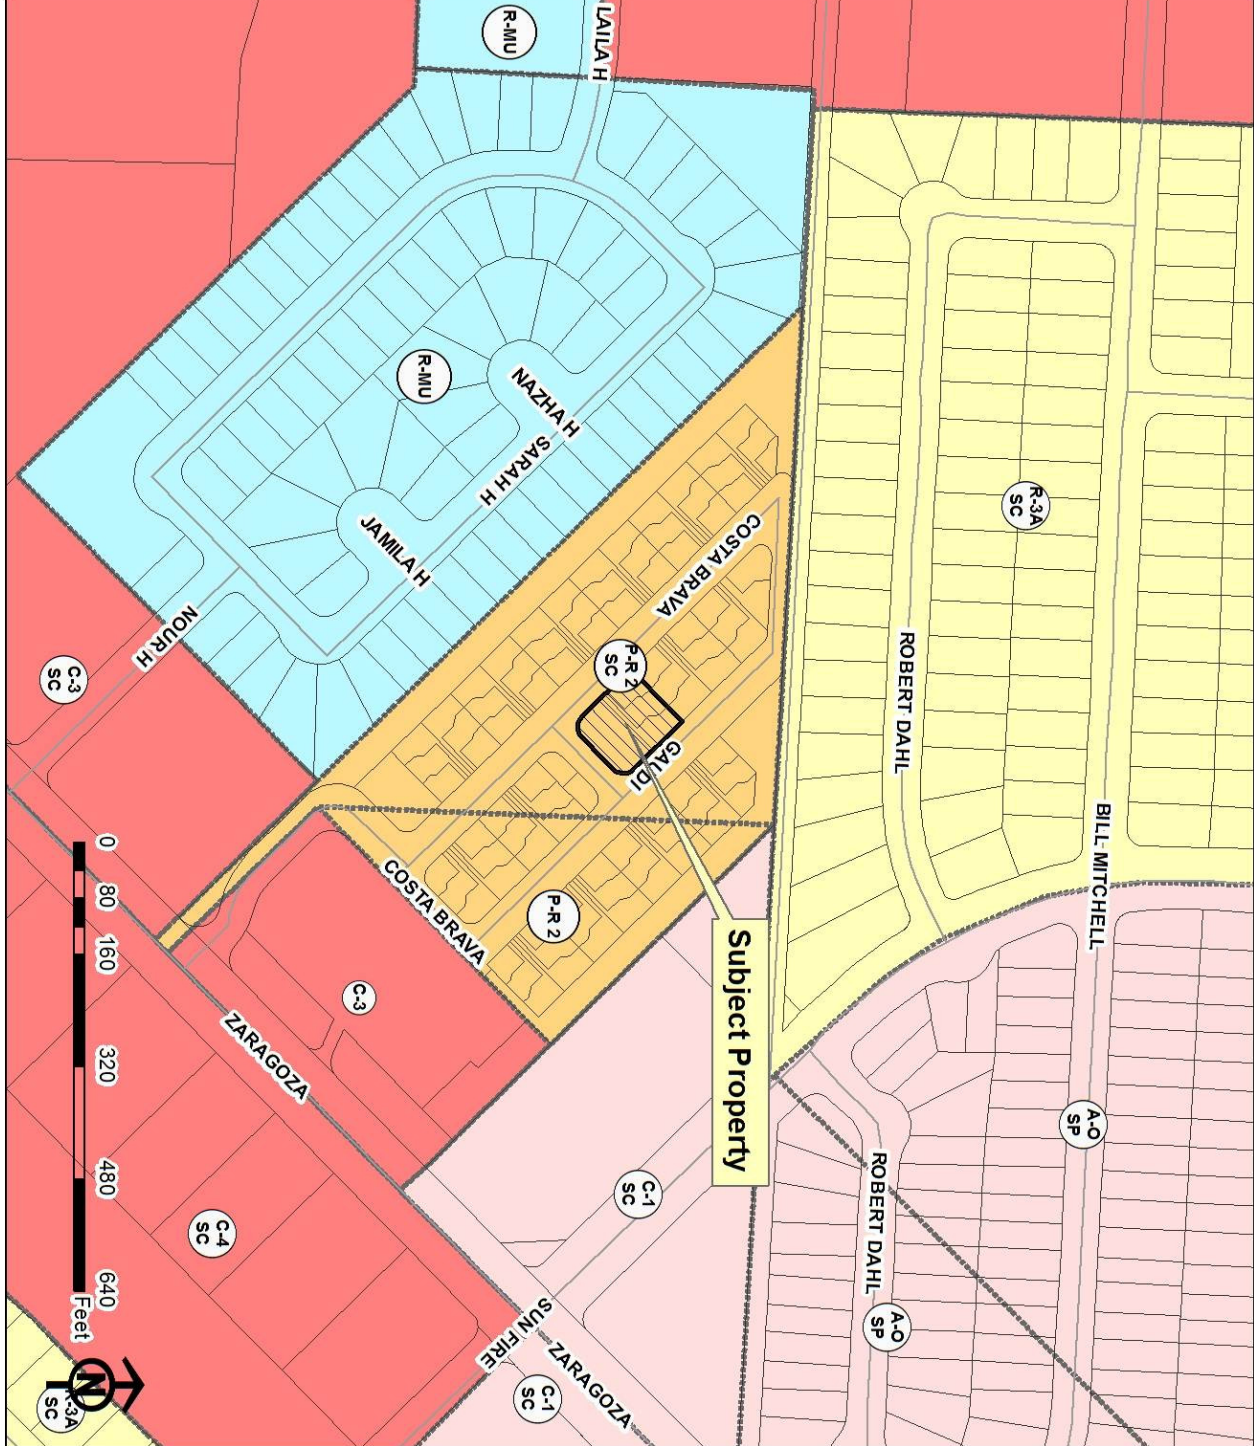 R-MU
LAILA H
R-MU
NAZHA H
SARAH H
JAMILA H
NOUR H
C-3
SC
COSTA BRAVA
P-R 2
SC
GAUDI
R-3A
SC
ROBERT DAHL
BILL MITCHELL
COSTA BRAVA
P-R 2
Subject Property
C-3
ZARAGOZA
C-4
SC
C-1
SC
A-O
SP
ROBERT DAHL
A-O
SP
SUN FIRE
ZARAGOZA
C-1
SC
0 80 160 320 480 640
Feet
N
R-3A
SC